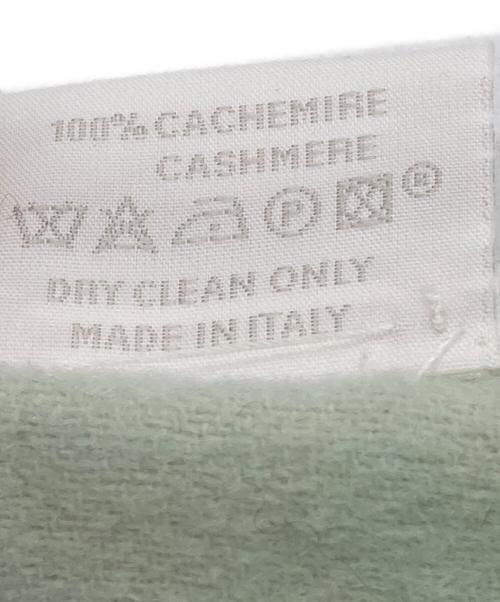 100% CACHEMIRE
CASHMERE
P ®
DRY CLEAN ONLY
MADE IN ITALY